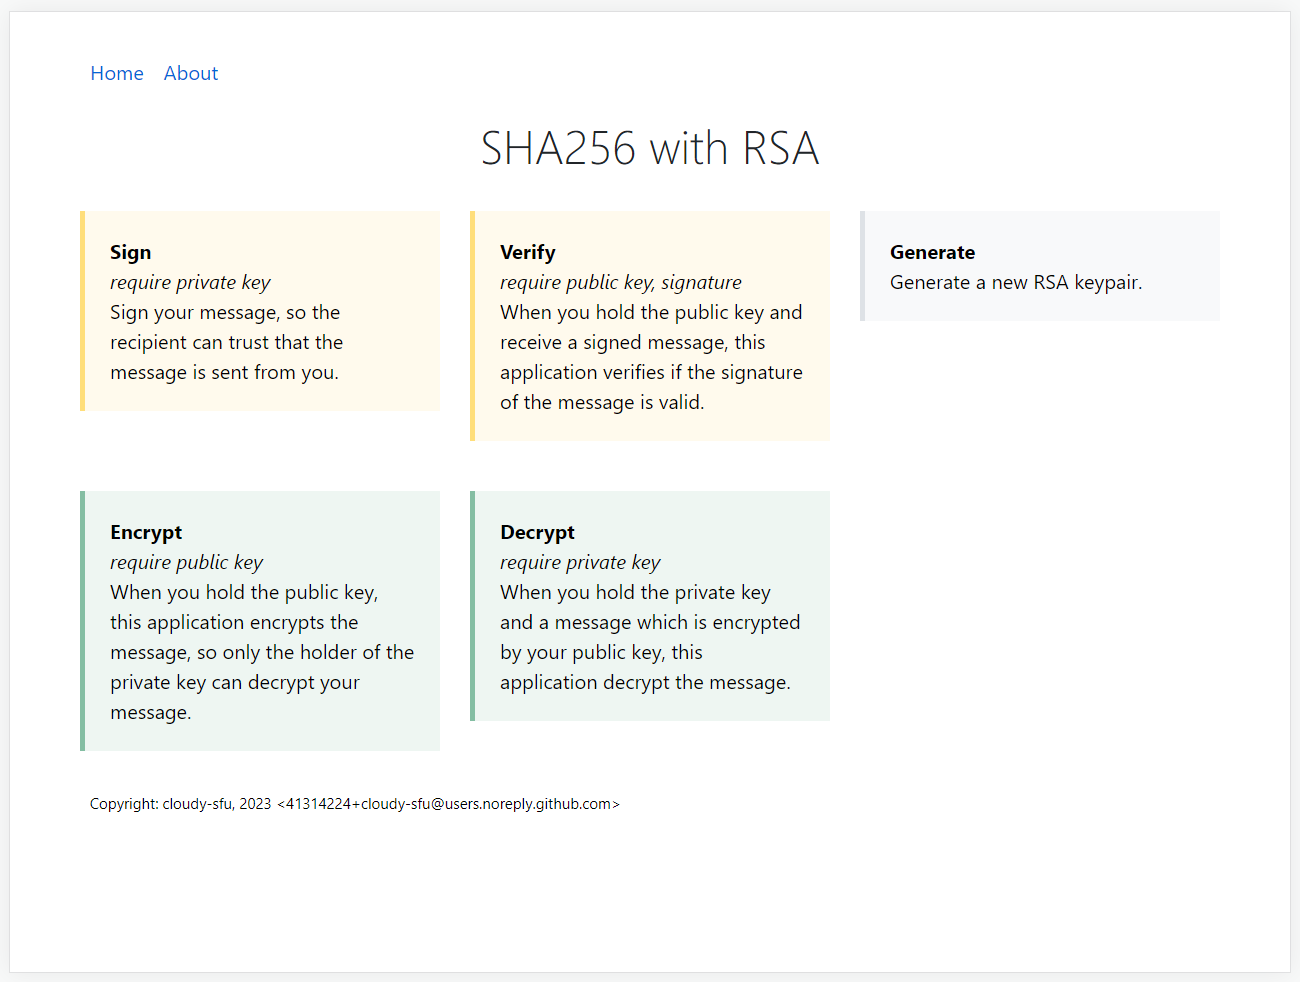 Home About
SHA256 with RSA
Sign
require private key
Sign your message, so the
recipient can trust that the
message is sent from you.
Verify
require public key, signature
When you hold the public key and
receive a signed message, this
application verifies if the signature
of the message is valid.
Generate
Generate a new RSA keypair.
Encrypt
require public key
When you hold the public key,
this application encrypts the
message, so only the holder of the
private key can decrypt your
message.
Decrypt
require private key
When you hold the private key
and a message which is encrypted
by your public key, this
application decrypt the message.
Copyright: cloudy-sfu, 2023 <41314224+cloudy-sfu@users.noreply.github.com>